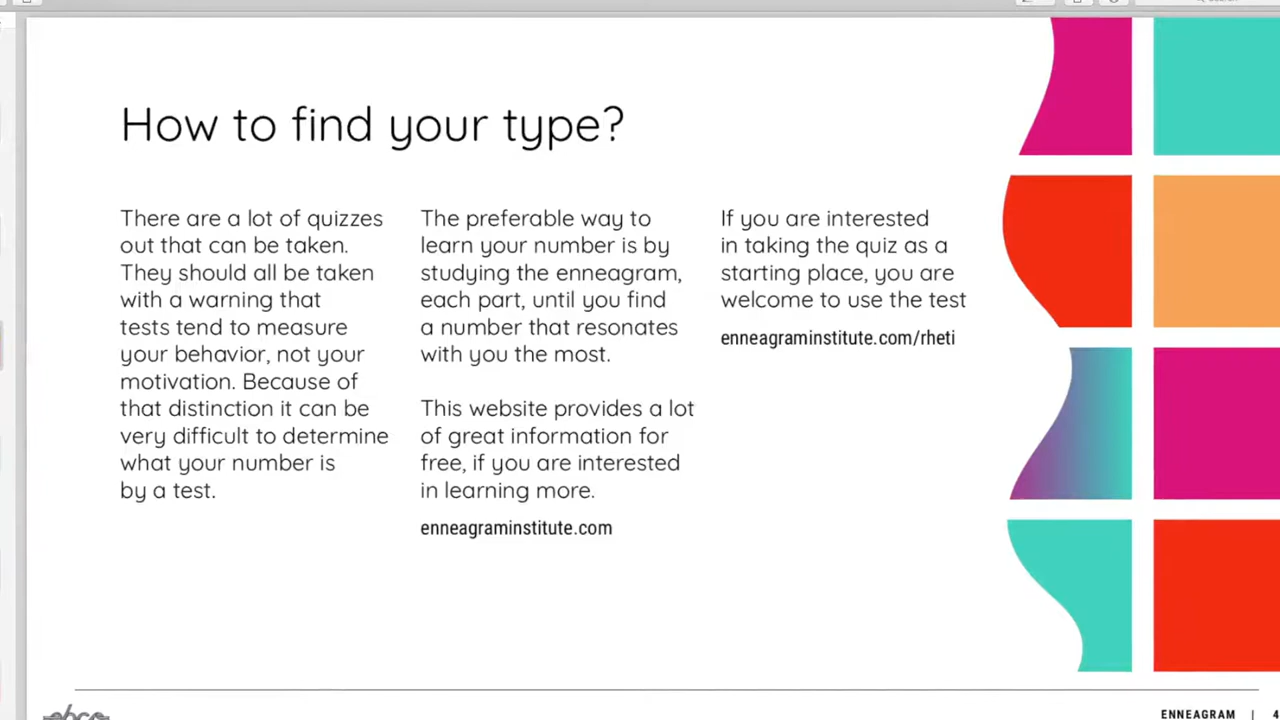 How to find your type?
There are a lot of quizzes
out that can be taken.
They should all be taken
with a warning that
tests tend to measure
your behavior, not your
motivation. Because of
that distinction it can be
very difficult to determine
what your number is
by a test.
The preferable way to
learn your number is by
studying the enneagram,
each part, until you find
a number that resonates
with you the most.
This website provides a lot
of great information for
free, if you are interested
in learning more.
enneagraminstitute.com
If you are interested
in taking the quiz as a
starting place, you are
welcome to use the test
enneagraminstitute.com/rheti
ENNEAGRAM | 4